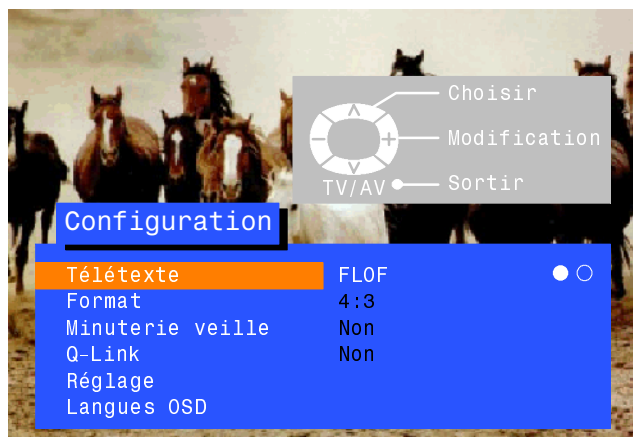 Choisir
Modification
TV/AV Sortir
Configuration
Télétexte FLOF
Format 4:3
Minuterie veille Non
Q-Link Non
Réglage
Langues OSD